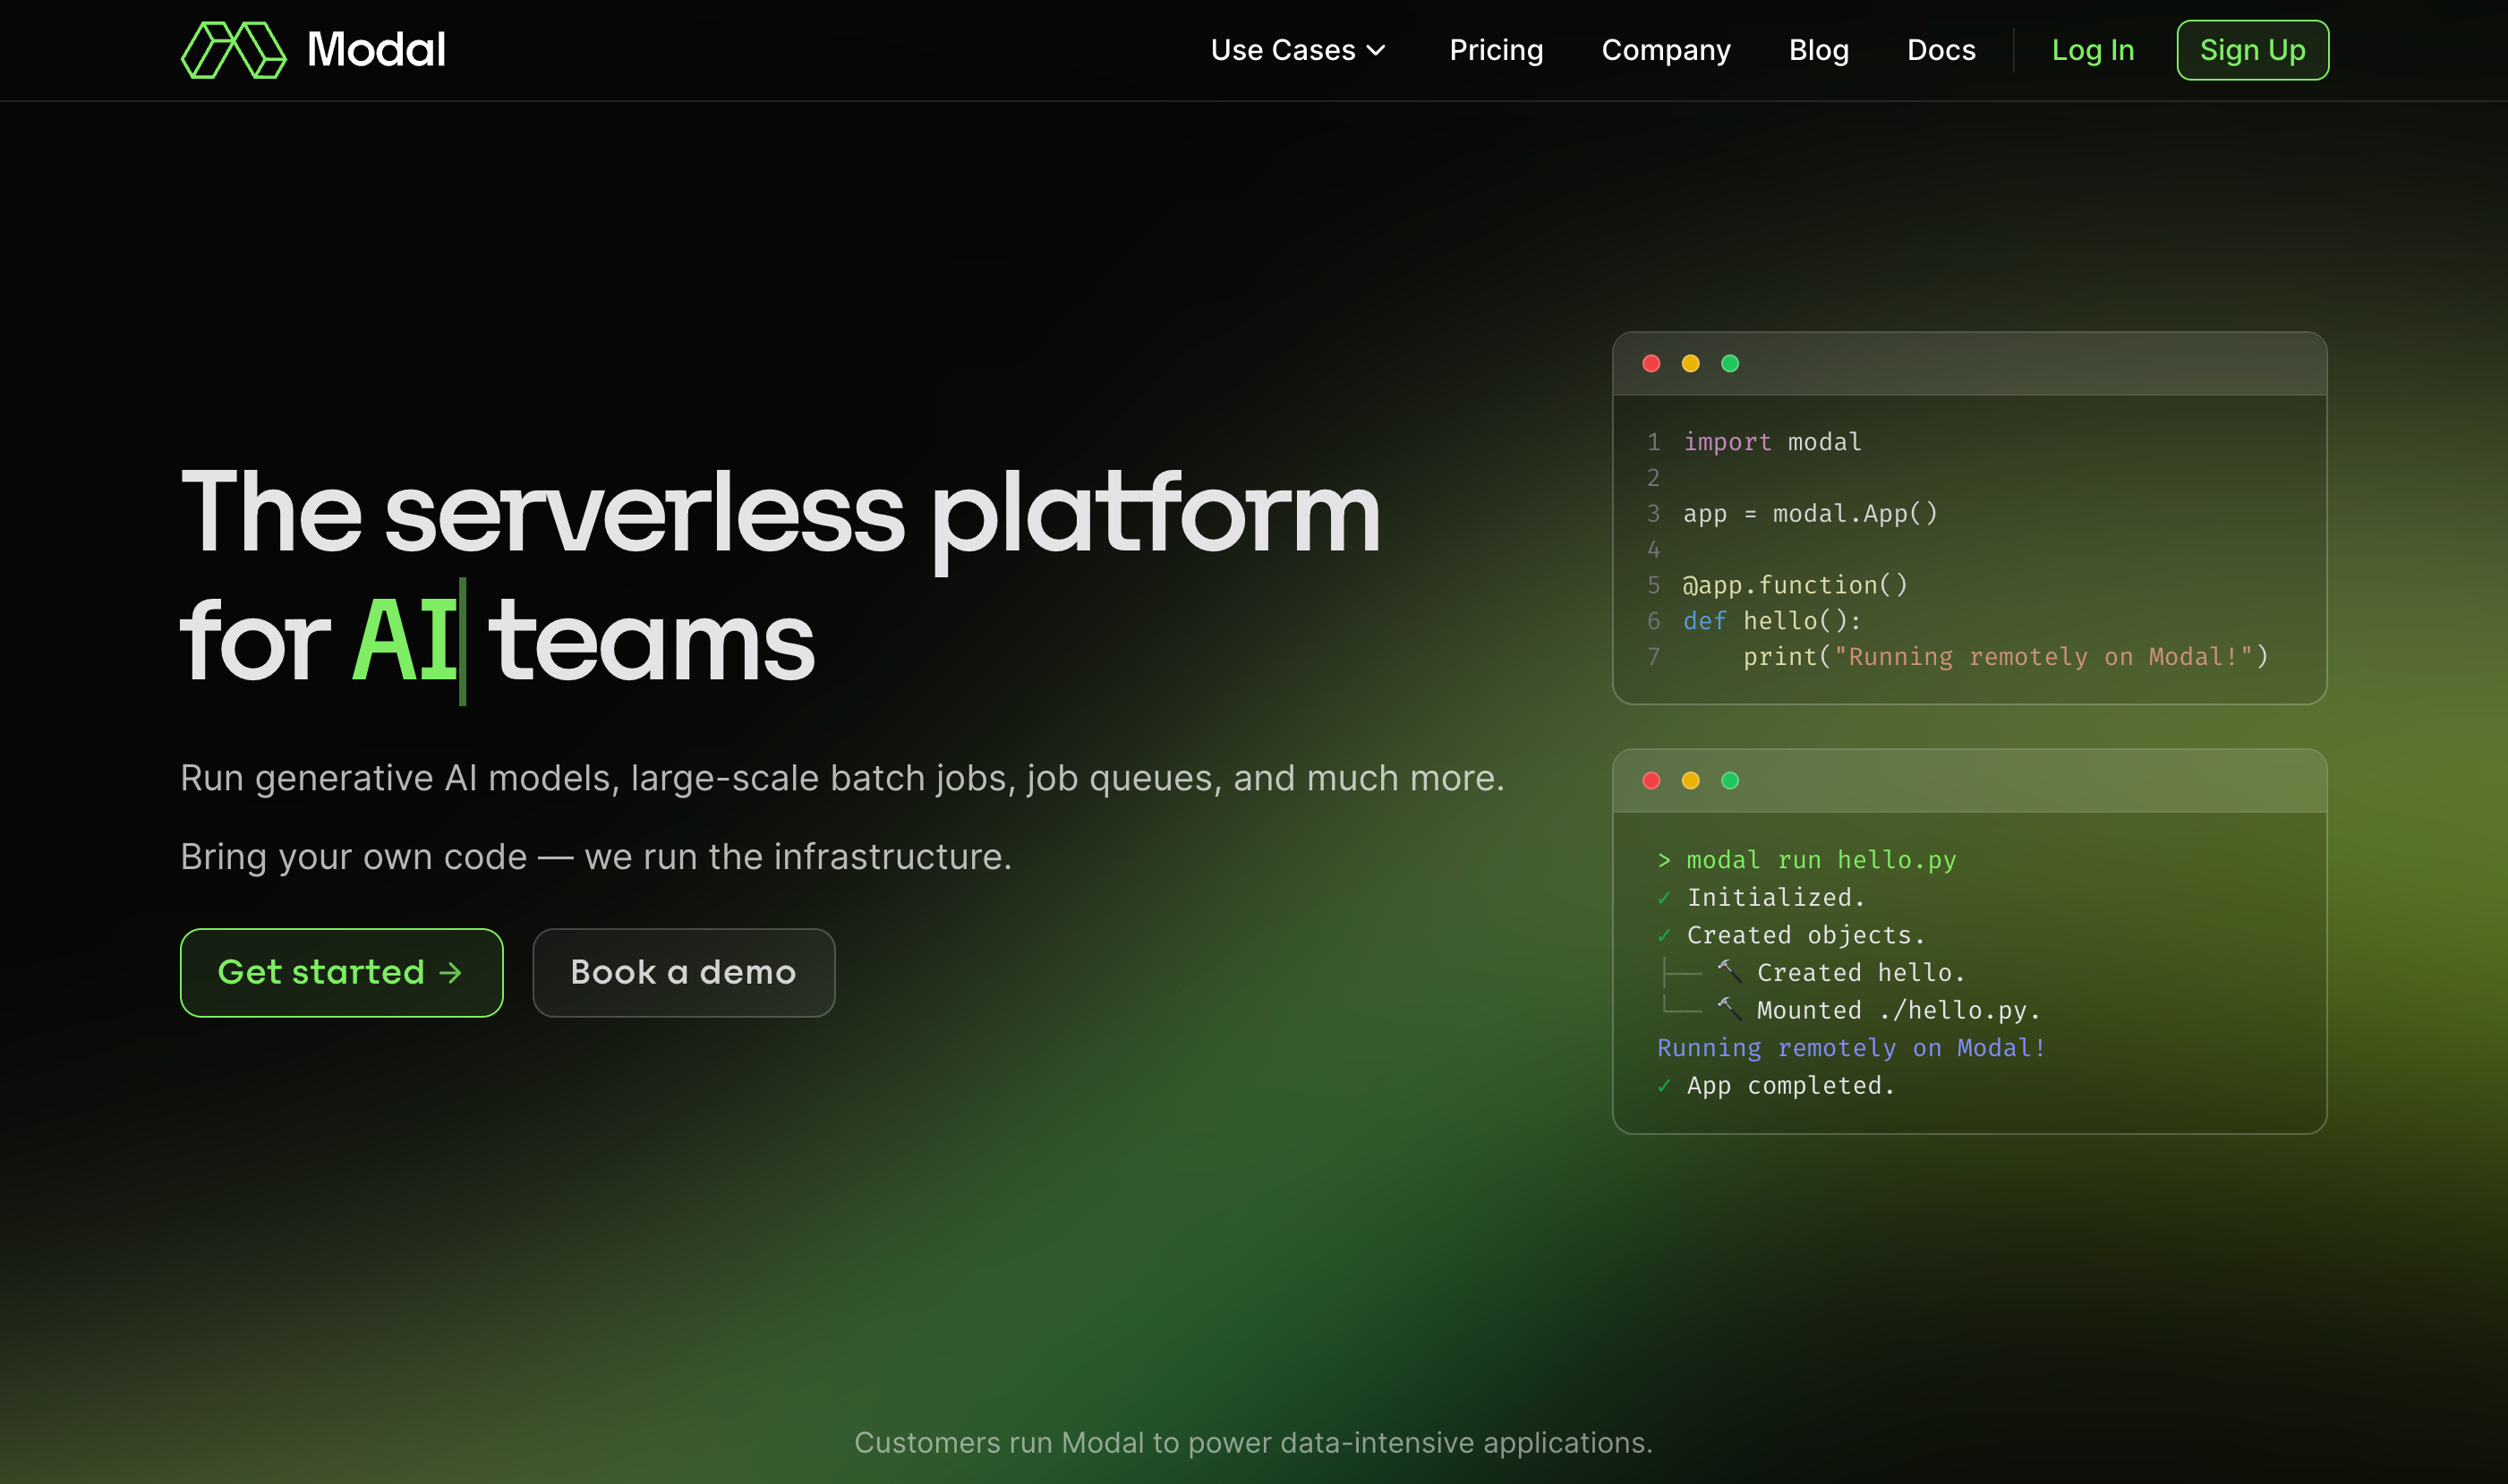 Modal
Use Cases Pricing Company Blog Docs Log In Sign Up
The serverless platform
for AI teams
Run generative AI models, large-scale batch jobs, job queues, and much more.
Bring your own code — we run the infrastructure.
Get started →
Book a demo
1 import modal
2
3 app = modal.App()
4
5 @app.function()
6 def hello():
7     print("Running remotely on Modal!")
> modal run hello.py
✓ Initialized.
✓ Created objects.
├── 🔨 Created hello.
└── 🔨 Mounted ./hello.py.
Running remotely on Modal!
✓ App completed.
Customers run Modal to power data-intensive applications.